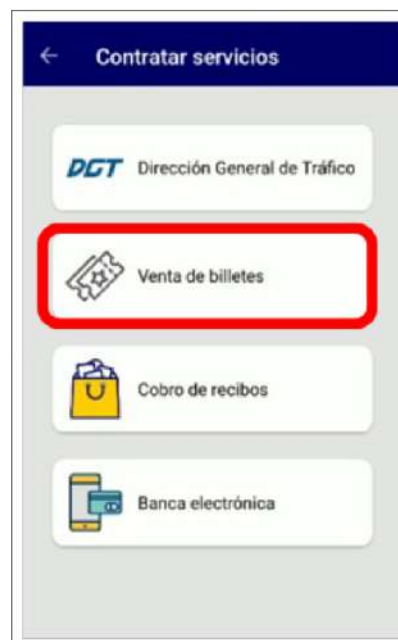 Contratar servicios
DGT Dirección General de Tráfico
Venta de billetes
Cobro de recibos
Banca electrónica